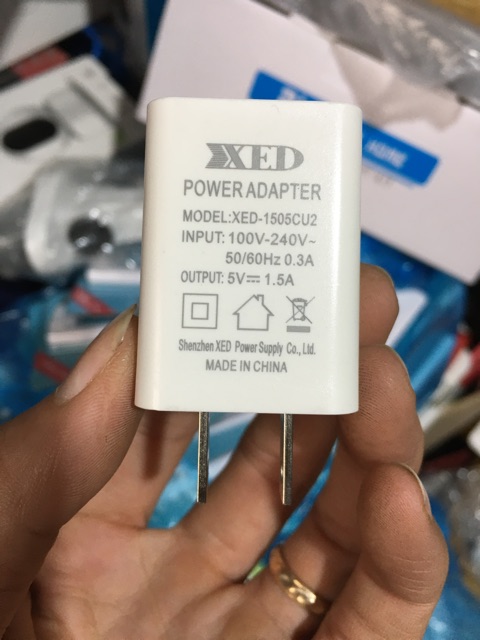 XED
POWER ADAPTER
MODEL:XED-1505CU2
INPUT: 100V-240V~
50/60Hz 0.3A
OUTPUT: 5V⎓ 1.5A
Shenzhen XED Power Supply Co., Ltd.
MADE IN CHINA